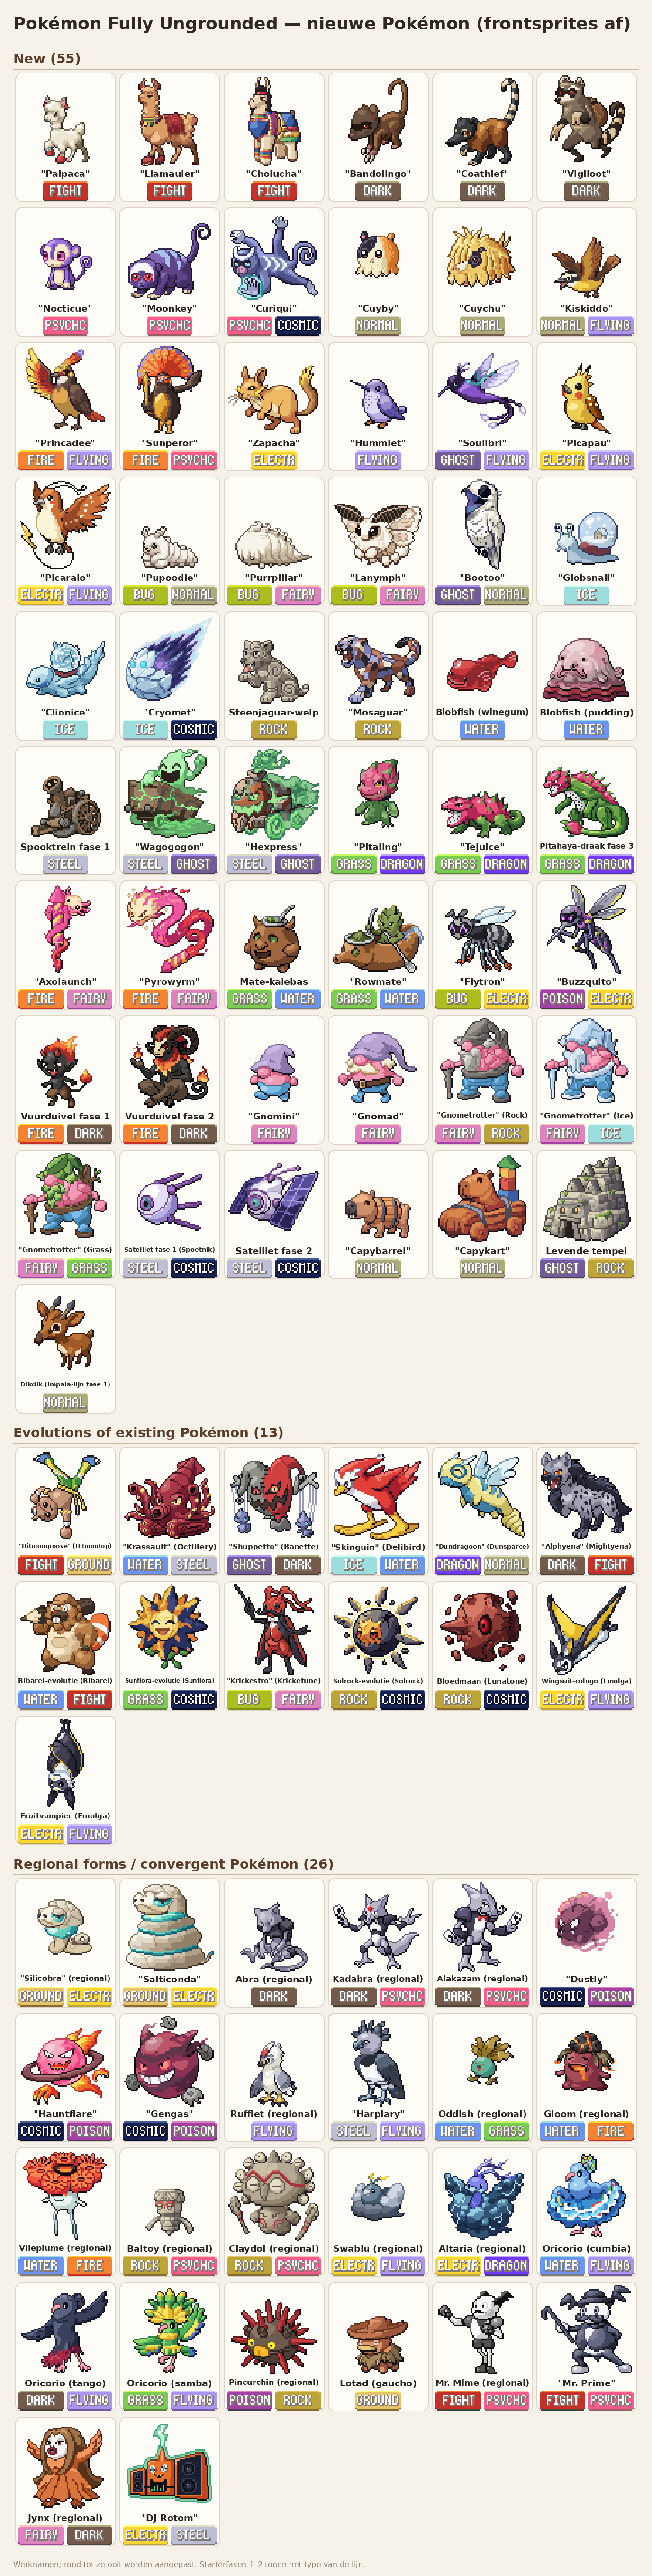 Pokémon Fully Ungrounded — nieuwe Pokémon (frontsprites af)
New (55)
"Palpaca" "Llamauler" "Cholucha" "Bandolingo" "Coathief" "Vigiloot"
FIGHT FIGHT FIGHT DARK DARK DARK
"Nocticue" "Moonkey" "Curiqui" "Cuyby" "Cuychu" "Kiskiddo"
PSYCHC PSYCHC PSYCHC COSMIC NORMAL NORMAL NORMAL FLYING
"Princadee" "Sunperor" "Zapacha" "Hummlet" "Soulibri" "Picapau"
FIRE FLYING FIRE PSYCHC ELECTR FLYING GHOST FLYING ELECTR FLYING
"Picaraio" "Pupoodle" "Purrpillar" "Lanymph" "Bootoo" "Globsnail"
ELECTR FLYING BUG NORMAL BUG FAIRY BUG FAIRY GHOST NORMAL ICE
"Clionice" "Cryomet" Steenjaguar-welp "Mosaguar" Blobfish (winegum) Blobfish (pudding)
ICE ICE COSMIC ROCK ROCK WATER WATER
Spooktrein fase 1 "Wagogogon" "Hexpress" "Pitaling" "Tejuice" Pitahaya-draak fase 3
STEEL STEEL GHOST STEEL GHOST GRASS DRAGON GRASS DRAGON GRASS DRAGON
"Axolaunch" "Pyrowyrm" Mate-kalebas "Rowmate" "Flytron" "Buzzquito"
FIRE FAIRY FIRE FAIRY GRASS WATER GRASS WATER BUG ELECTR POISON ELECTR
Vuurduivel fase 1 Vuurduivel fase 2 "Gnomini" "Gnomad" "Gnometrotter" (Rock) "Gnometrotter" (Ice)
FIRE DARK FIRE DARK FAIRY FAIRY FAIRY ROCK FAIRY ICE
"Gnometrotter" (Grass) Satelliet fase 1 (Spoetnik) Satelliet fase 2 "Capybarrel" "Capykart" Levende tempel
FAIRY GRASS STEEL COSMIC STEEL COSMIC NORMAL NORMAL GHOST ROCK
Dikdik (impala-lijn fase 1)
NORMAL
Evolutions of existing Pokémon (13)
"Hitmongroove" (Hitmontop) "Krassault" (Octillery) "Shuppetto" (Banette) "Skinguin" (Delibird) "Dundragoon" (Dunsparce) "Alphyena" (Mightyena)
FIGHT GROUND WATER STEEL GHOST DARK ICE WATER DRAGON NORMAL DARK FIGHT
Bibarel-evolutie (Bibarel) Sunflora-evolutie (Sunflora) "Krickestro" (Kricketune) Solrock-evolutie (Solrock) Bloedmaan (Lunatone) Wingsuit-colugo (Emolga)
WATER FIGHT GRASS COSMIC BUG FAIRY ROCK COSMIC ROCK COSMIC ELECTR FLYING
Fruitvampier (Emolga)
ELECTR FLYING
Regional forms / convergent Pokémon (26)
"Silicobra" (regional) "Salticonda" Abra (regional) Kadabra (regional) Alakazam (regional) "Dustly"
GROUND ELECTR GROUND ELECTR DARK DARK PSYCHC DARK PSYCHC COSMIC POISON
"Hauntflare" "Gengas" Rufflet (regional) "Harpiary" Oddish (regional) Gloom (regional)
COSMIC POISON COSMIC POISON FLYING STEEL FLYING WATER GRASS WATER FIRE
Vileplume (regional) Baltoy (regional) Claydol (regional) Swablu (regional) Altaria (regional) Oricorio (cumbia)
WATER FIRE ROCK PSYCHC ROCK PSYCHC ELECTR FLYING ELECTR DRAGON WATER FLYING
Oricorio (tango) Oricorio (samba) Pincurchin (regional) Lotad (gaucho) Mr. Mime (regional) "Mr. Prime"
DARK FLYING GRASS FLYING POISON ROCK GROUND FIGHT PSYCHC FIGHT PSYCHC
Jynx (regional) "DJ Rotom"
FAIRY DARK ELECTR STEEL
Werknamen; rond tot ze ooit worden aangepast. Starterfasen 1–2 tonen het type van de lijn.